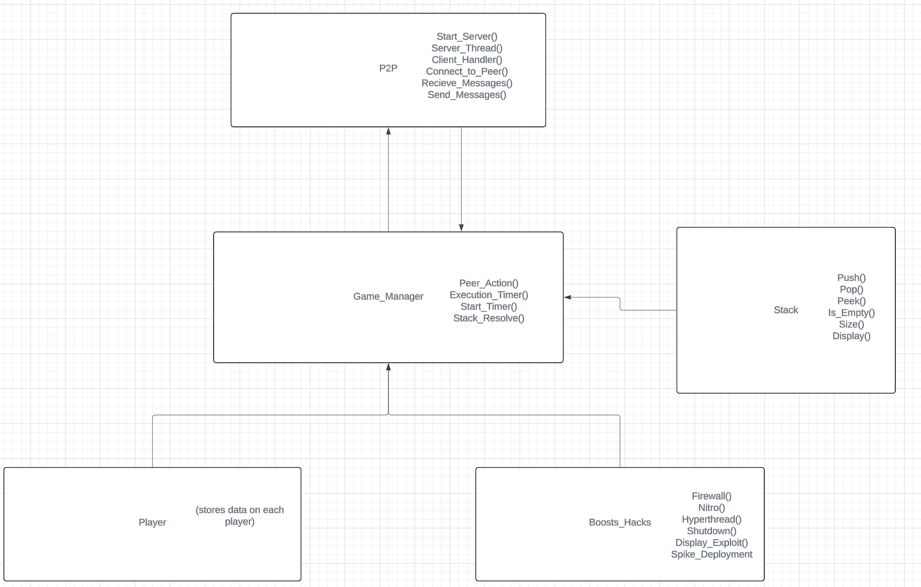 P2P
Start_Server()
Server_Thread()
Client_Handler()
Connect_to_Peer()
Recieve_Messages()
Send_Messages()
Game_Manager
Peer_Action()
Execution_Timer()
Start_Timer()
Stack_Resolve()
Stack
Push()
Pop()
Peek()
Is_Empty()
Size()
Display()
Player
(stores data on each
player)
Boosts_Hacks
Firewall()
Nitro()
Hyperthread()
Shutdown()
Display_Exploit()
Spike_Deployment